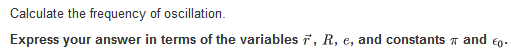 Calculate the frequency of oscillation.
Express your answer in terms of the variables r⃗, R, e, and constants π and ϵ₀.